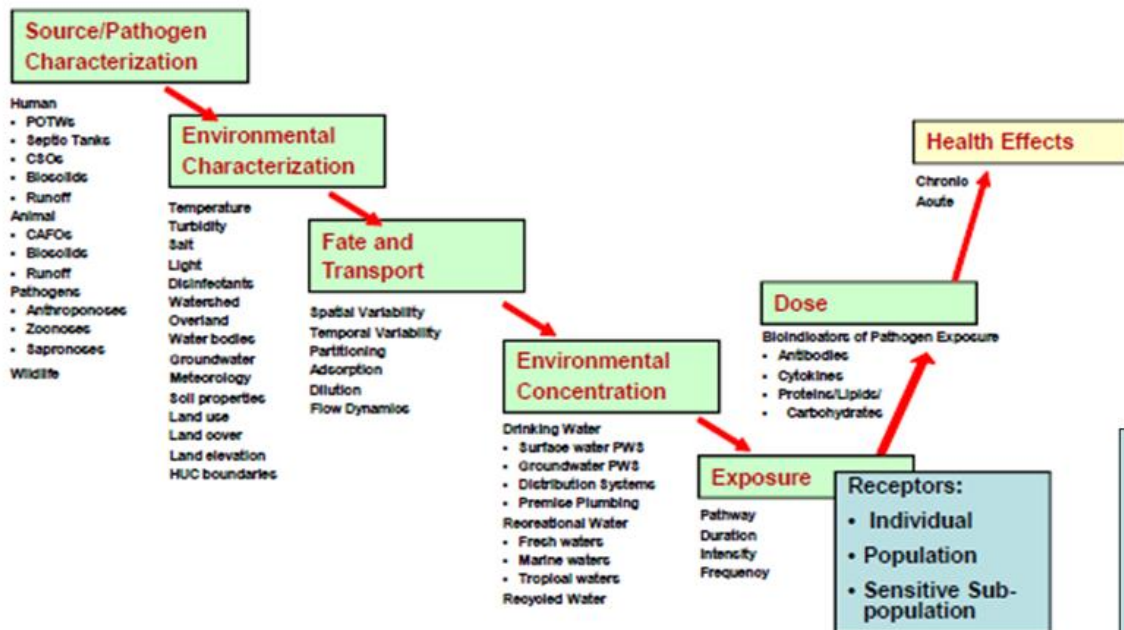 Source/Pathogen
Characterization
Human
• POTWs
• Septic Tanks
• CSOs
• Biosolids
• Runoff
Animal
• CAFOs
• Biosolids
• Runoff
Pathogens
• Anthroponoses
• Zoonoses
• Sapronoses
Wildlife
Environmental
Characterization
Temperature
Turbidity
Salt
Light
Disinfectants
Watershed
Overland
Water bodies
Groundwater
Meteorology
Soil properties
Land use
Land cover
Land elevation
HUC boundaries
Fate and
Transport
Spatial Variability
Temporal Variability
Partitioning
Adsorption
Dilution
Flow Dynamics
Environmental
Concentration
Drinking Water
• Surface water PWS
• Groundwater PWS
• Distribution Systems
• Premise Plumbing
Recreational Water
• Fresh waters
• Marine waters
• Tropical waters
Recycled Water
Exposure
Pathway
Duration
Intensity
Frequency
Receptors:
• Individual
• Population
• Sensitive Sub-
population
Dose
Bioindicators of Pathogen Exposure
• Antibodies
• Cytokines
• Proteins/Lipids/
• Carbohydrates
Health Effects
Chronic
Acute